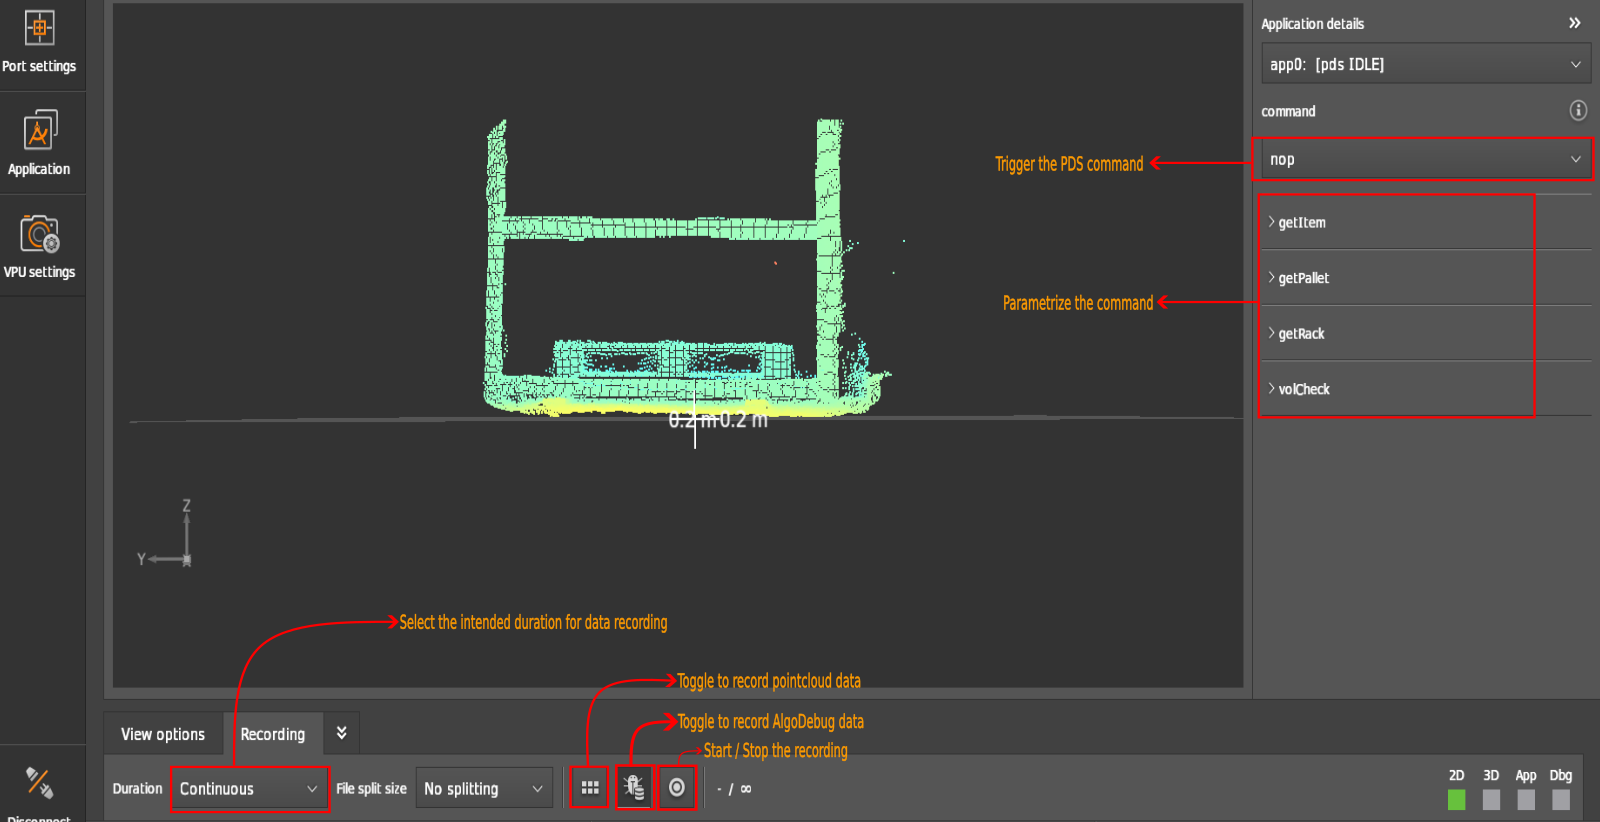 Port settings
Application
VPU settings
Disconnect
Application details
app0: [pds IDLE]
command
nop
getItem
getPallet
getRack
volCheck
Trigger the PDS command
Parametrize the command
0.2 m 0.2 m
Z
Y
Select the intended duration for data recording
Toggle to record pointcloud data
Toggle to record AlgoDebug data
Start / Stop the recording
View options
Recording
Duration
Continuous
File split size
No splitting
- / ∞
2D 3D App Dbg